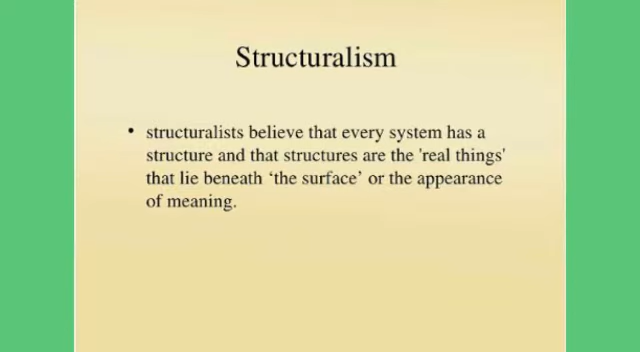 Structuralism
• structuralists believe that every system has a
structure and that structures are the 'real things'
that lie beneath ‘the surface’ or the appearance
of meaning.